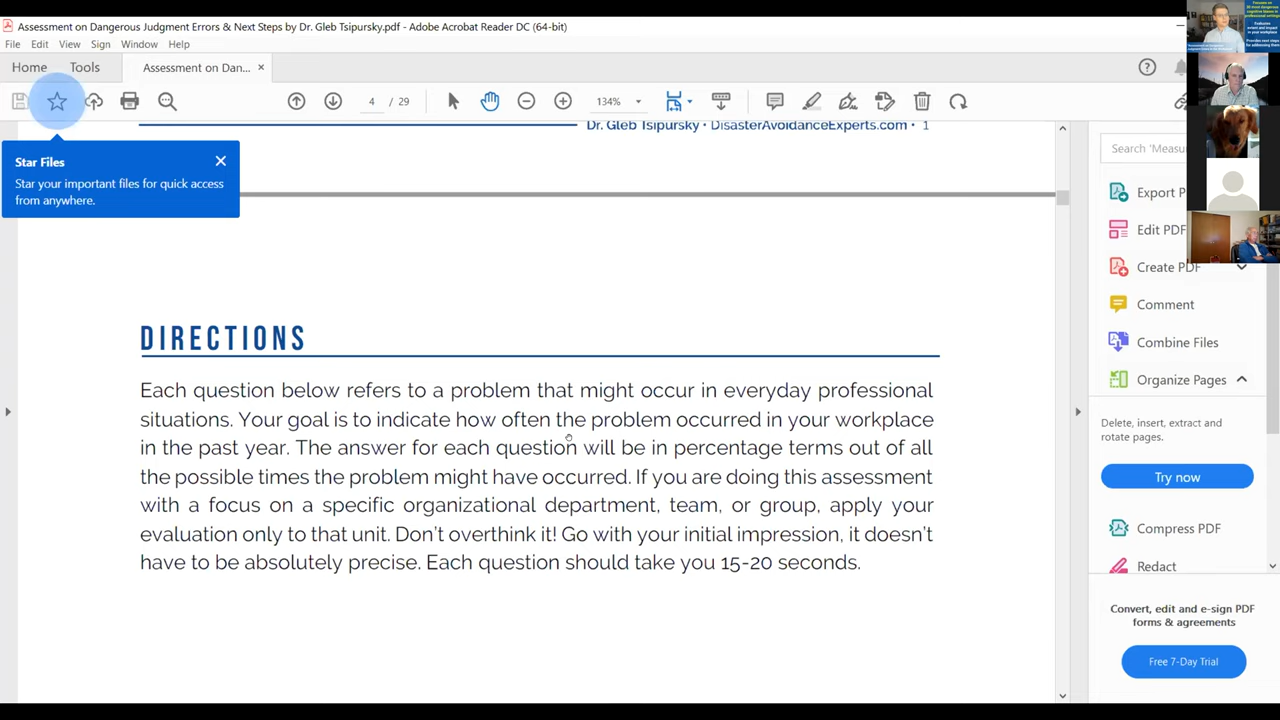 Assessment on Dangerous Judgment Errors & Next Steps by Dr. Gleb Tsipursky.pdf - Adobe Acrobat Reader DC (64-bit)
File Edit View Sign Window Help
Home Tools Assessment on Dan... ×
4 / 29 134%
Dr. Gleb Tsipursky • DisasterAvoidanceExperts.com • 1
Star Files
Star your important files for quick access
from anywhere.
DIRECTIONS
Each question below refers to a problem that might occur in everyday professional
situations. Your goal is to indicate how often the problem occurred in your workplace
in the past year. The answer for each question will be in percentage terms out of all
the possible times the problem might have occurred. If you are doing this assessment
with a focus on a specific organizational department, team, or group, apply your
evaluation only to that unit. Don't overthink it! Go with your initial impression, it doesn't
have to be absolutely precise. Each question should take you 15-20 seconds.
Search 'Measu
Export P
Edit PDF
Create PDF
Comment
Combine Files
Organize Pages
Delete, insert, extract and
rotate pages.
Try now
Compress PDF
Redact
Convert, edit and e-sign PDF
forms & agreements
Free 7-Day Trial